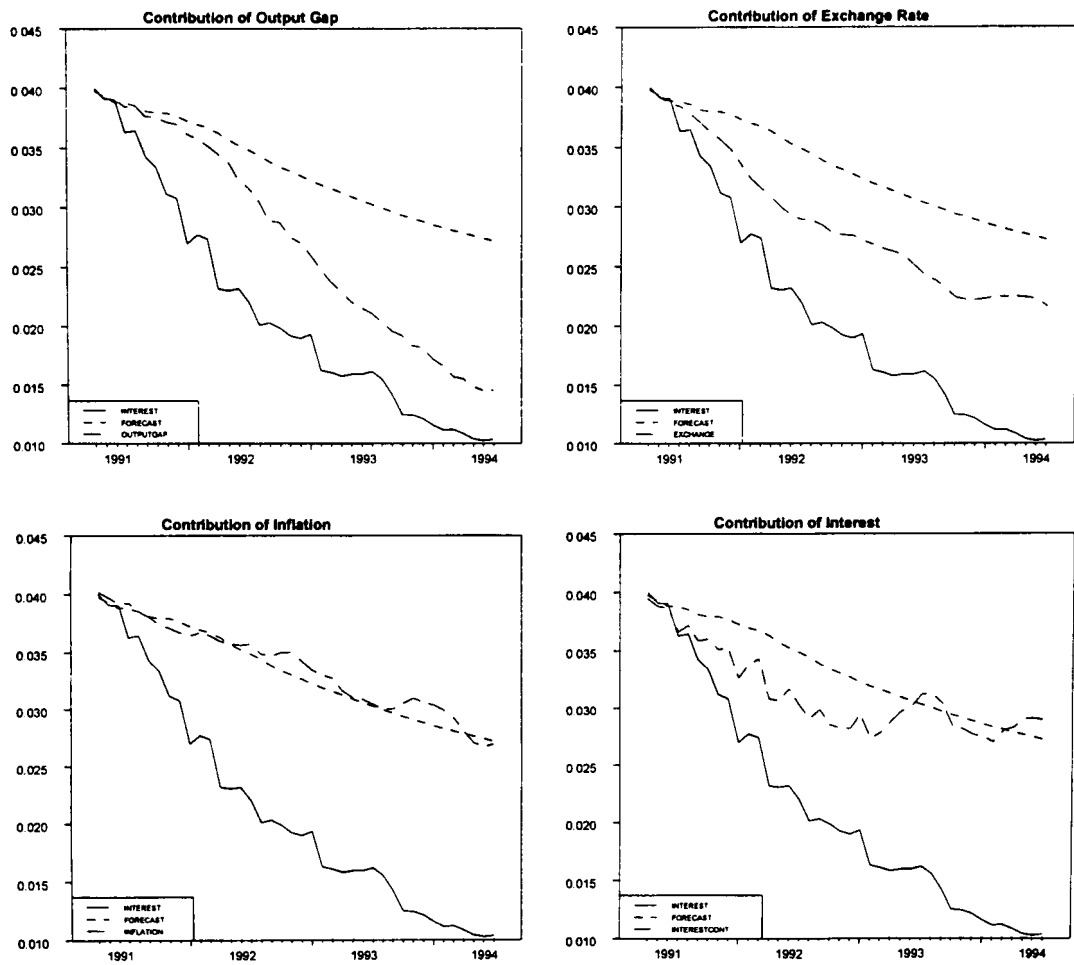 Contribution of Output Gap
0 045
0.040
0.035
0.030
0.025
0.020
0.015
0 010
INTEREST
FORECAST
OUTPUTGAP
1991 1992 1993 1994
Contribution of Exchange Rate
0 045
0 040
0 035
0 030
0 025
0 020
0 015
0 010
INTEREST
FORECAST
EXCHANGE
1991 1992 1993 1994
Contribution of Inflation
0.045
0.040
0.035
0.030
0.025
0.020
0.015
0.010
INTEREST
FORECAST
INFLATION
1991 1992 1993 1994
Contribution of Interest
0.045
0.040
0.035
0.030
0.025
0.020
0.015
0.010
INTEREST
FORECAST
INTERESTCONT
1991 1992 1993 1994